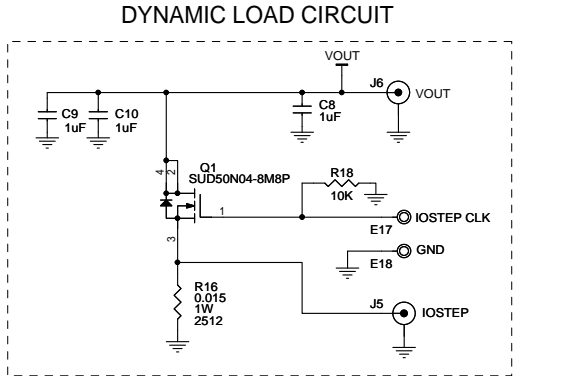 DYNAMIC LOAD CIRCUIT
VOUT
J6
VOUT
C9
1uF
C10
1uF
C8
1uF
4
2
Q1
SUD50N04-8M8P
R18
10K
1
IOSTEP CLK
E17
GND
E18
3
R16
0.015
1W
2512
J5
IOSTEP